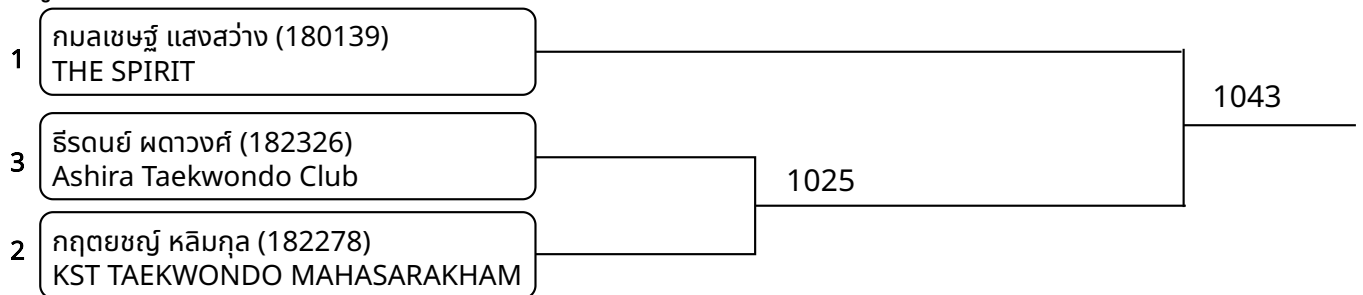 1
กมลเชษฐ์ แสงสว่าง (180139)
THE SPIRIT
1043
3
ธีรดนย์ ผดาวงศ์ (182326)
Ashira Taekwondo Club
1025
2
กฤตยชญ์ หลิมกุล (182278)
KST TAEKWONDO MAHASARAKHAM